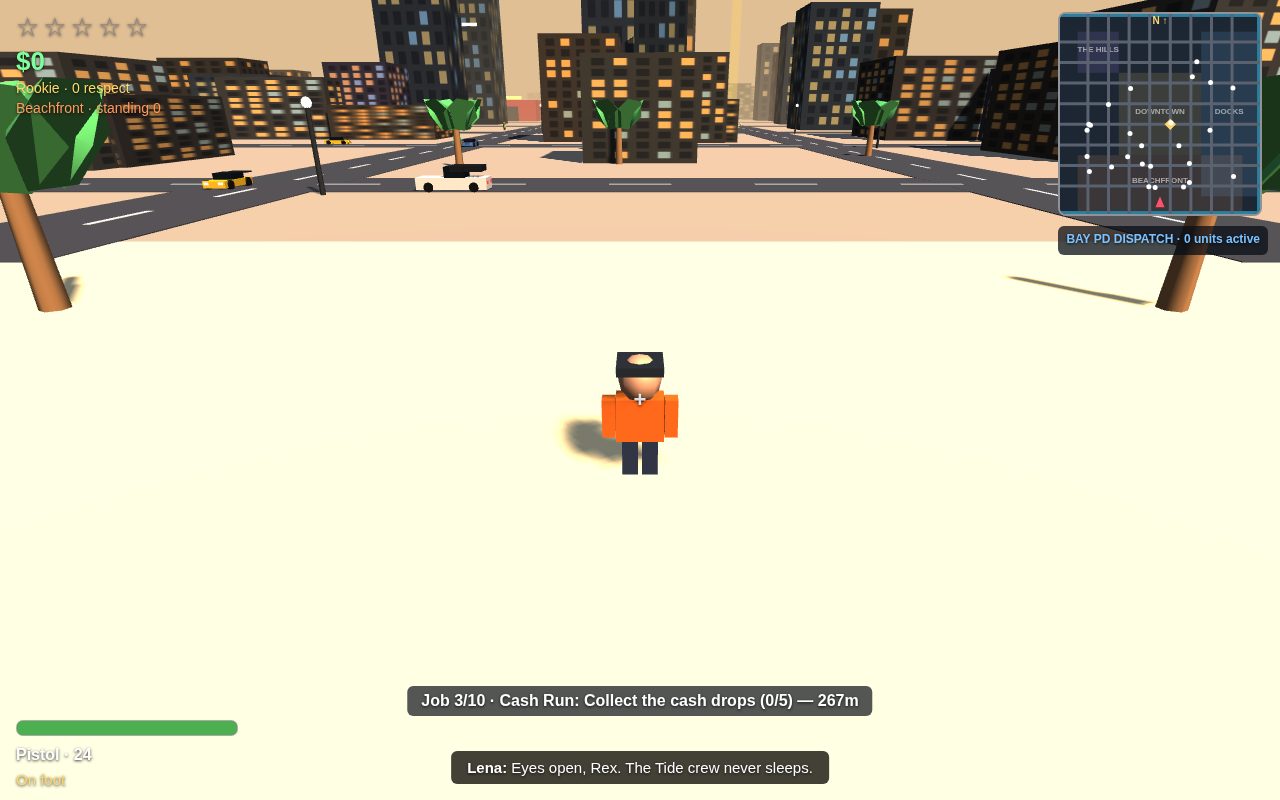 $0
Rookie · 0 respect
Beachfront · standing 0
N ↑
THE HILLS
DOWNTOWN
DOCKS
BEACHFRONT
BAY PD DISPATCH · 0 units active
Job 3/10 · Cash Run: Collect the cash drops (0/5) — 267m
Pistol · 24
On foot
Lena: Eyes open, Rex. The Tide crew never sleeps.